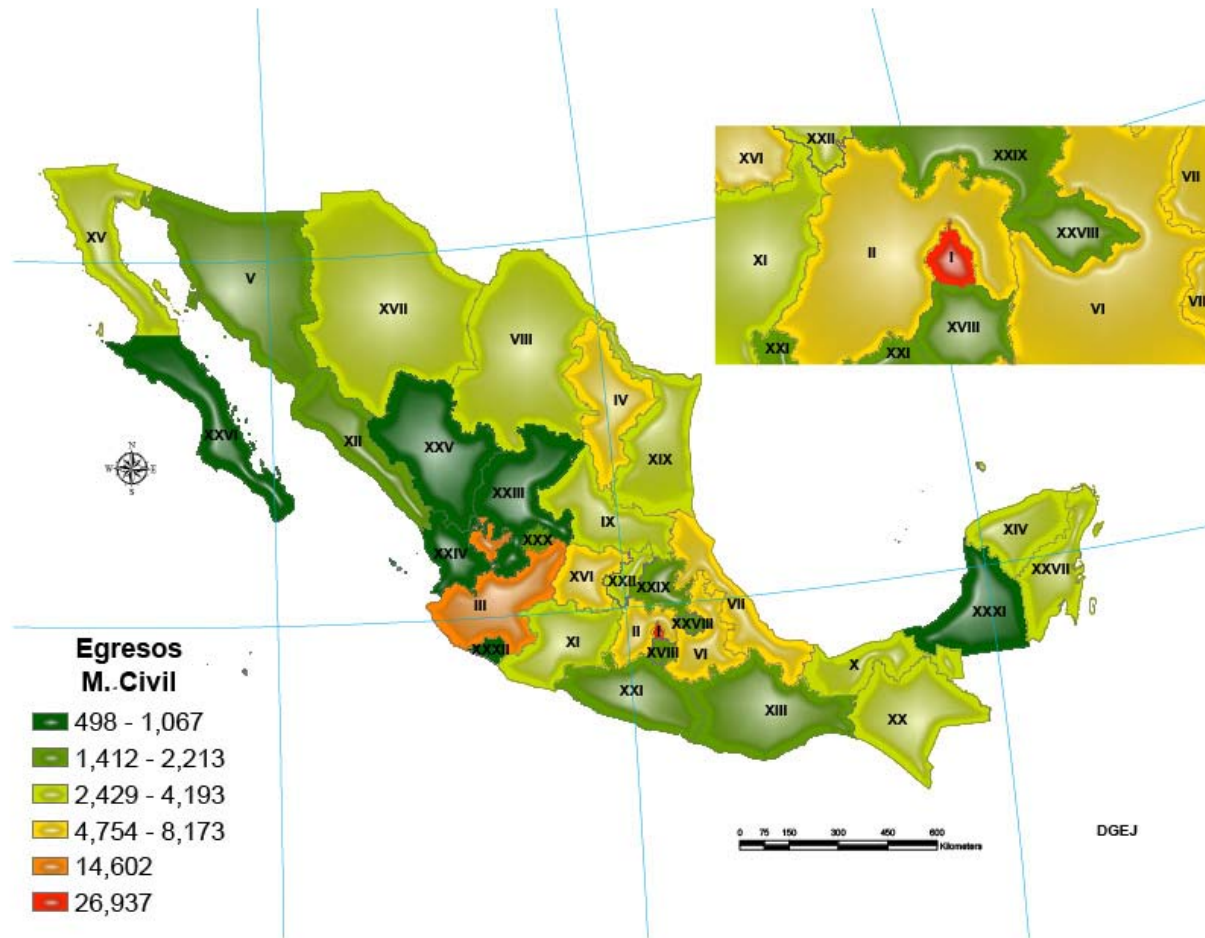 XXII
XVI
XXIX
VII
XXVIII
XI
II
I
VI
VII
XVIII
XXI
XXI
XV
V
XVII
VIII
IV
XII
XXV
XIX
XXVI
N
W
E
S
XXIII
IX
XIV
XXX
XXIV
XVI
XXII
XXIX
XXVII
III
VII
XXXI
II
I
XXVIII
XI
XVIII
VI
XXXII
X
XXI
XIII
XX
Egresos
M. Civil
498 - 1,067
1,412 - 2,213
2,429 - 4,193
4,754 - 8,173
14,602
26,937
DGEJ
0 75 150 300 450 600
Kilometers